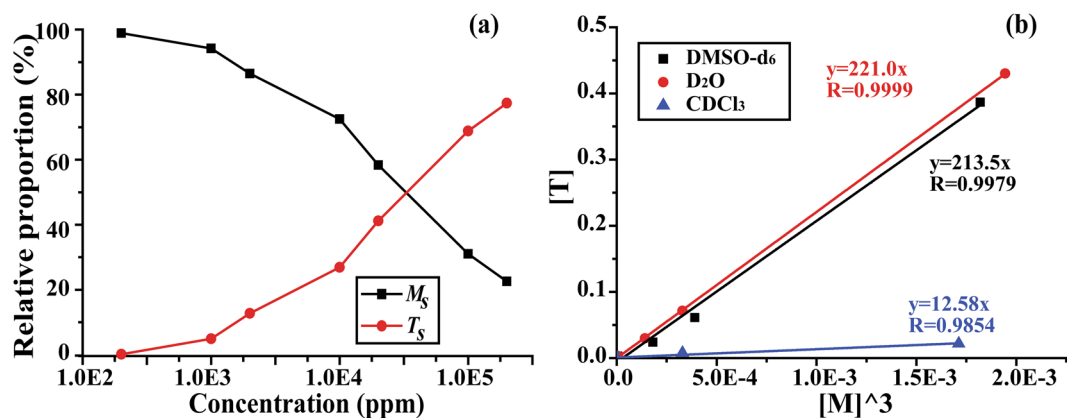 (a)
Relative proportion (%)
100
80
60
40
20
0
Ms
Ts
1.0E2
1.0E3
1.0E4
1.0E5
Concentration (ppm)
(b)
[T]
0.5
0.4
0.3
0.2
0.1
0.0
DMSO-d6
D2O
CDCl3
y=221.0x
R=0.9999
y=213.5x
R=0.9979
y=12.58x
R=0.9854
0.0
5.0E-4
1.0E-3
1.5E-3
2.0E-3
[M]^3